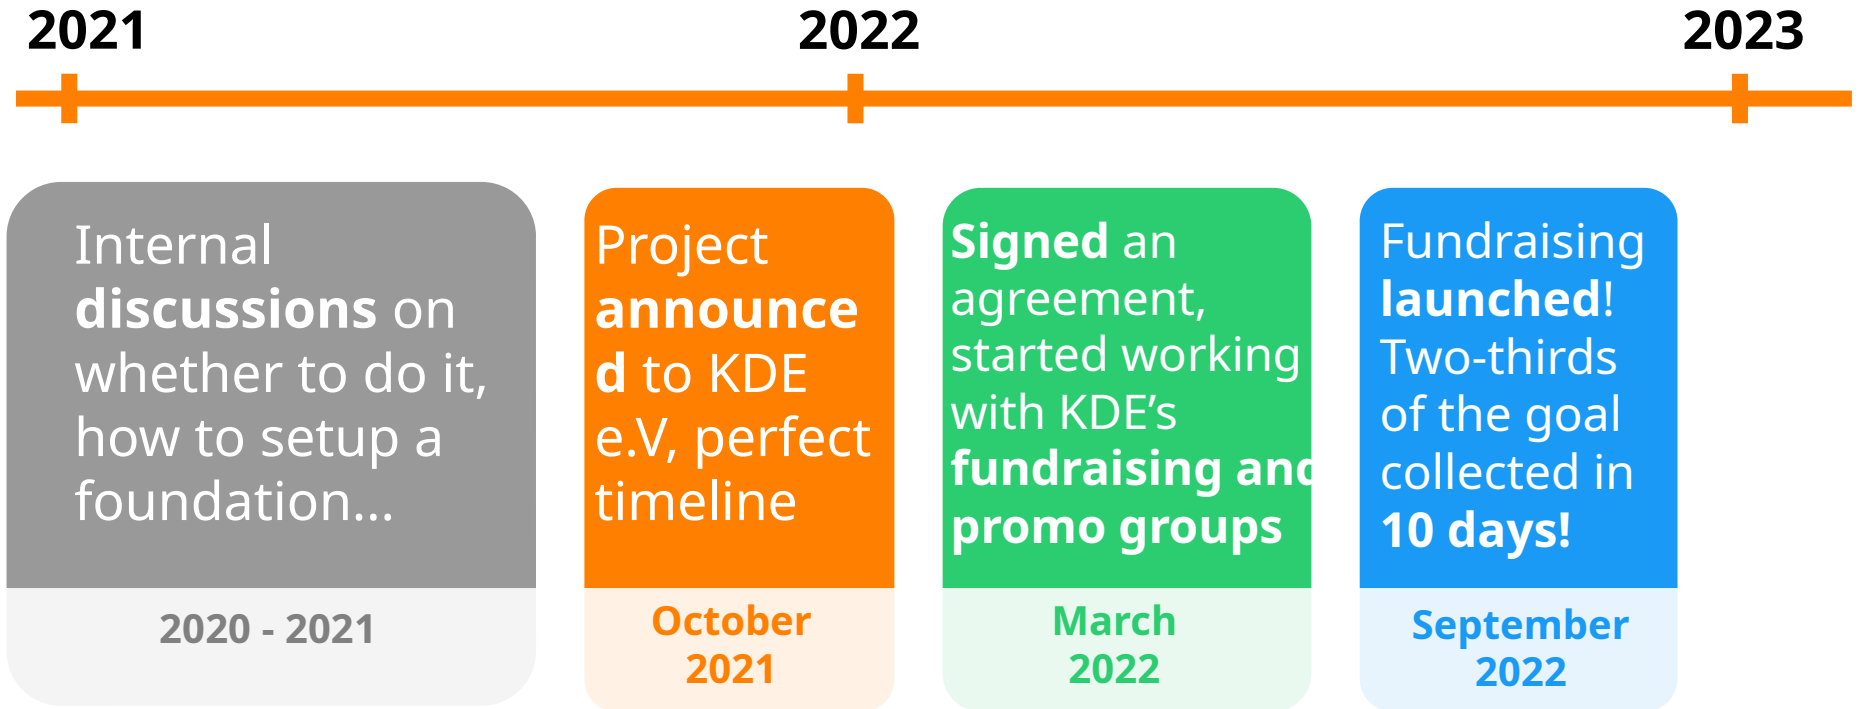 2021
2022
2023
Internal
discussions on
whether to do it,
how to setup a
foundation...
2020 - 2021
Project
announce
d to KDE
e.V, perfect
timeline
October
2021
Signed an
agreement,
started working
with KDE’s
fundraising and
promo groups
March
2022
Fundraising
launched!
Two-thirds
of the goal
collected in
10 days!
September
2022